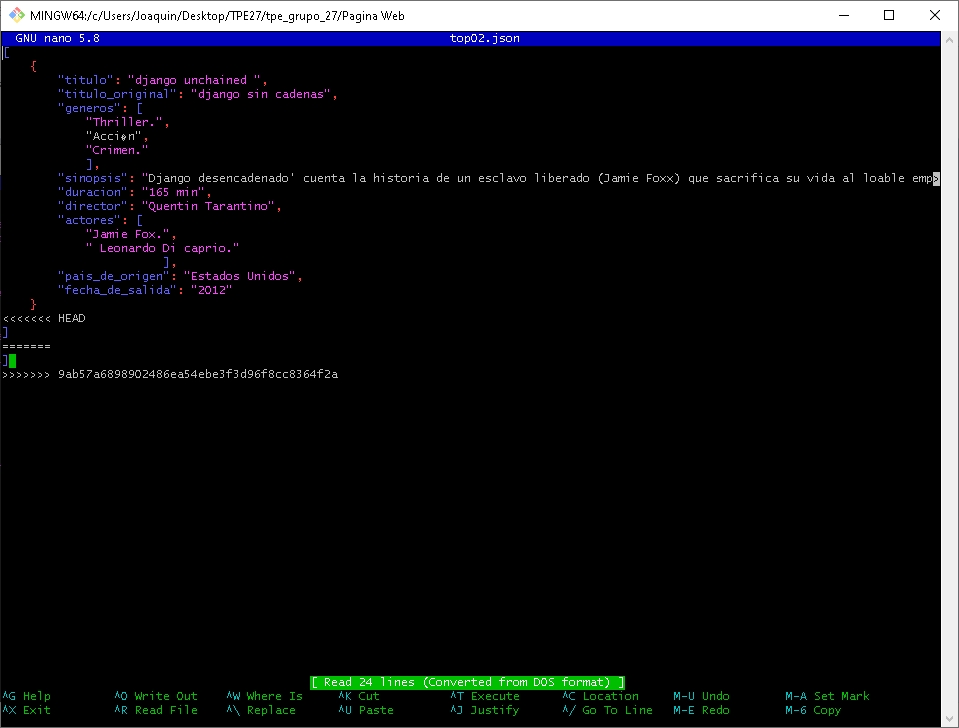 MINGW64:/c/Users/Joaquin/Desktop/TPE27/tpe_grupo_27/Pagina Web
GNU nano 5.8 top02.json
[
{
"titulo": "django unchained ",
"titulo_original": "django sin cadenas",
"generos": [
"Thriller.",
"Acci�n",
"Crimen."
],
"sinopsis": "Django desencadenado' cuenta la historia de un esclavo liberado (Jamie Foxx) que sacrifica su vida al loable emp>
"duracion": "165 min",
"director": "Quentin Tarantino",
"actores": [
"Jamie Fox.",
" Leonardo Di caprio."
],
"pais_de_origen": "Estados Unidos",
"fecha_de_salida": "2012"
}
<<<<<<< HEAD
]
=======
]
>>>>>>> 9ab57a6898902486ea54ebe3f3d96f8cc8364f2a
[ Read 24 lines (Converted from DOS format) ]
^G Help ^O Write Out ^W Where Is ^K Cut ^T Execute ^C Location M-U Undo M-A Set Mark
^X Exit ^R Read File ^\ Replace ^U Paste ^J Justify ^/ Go To Line M-E Redo M-6 Copy